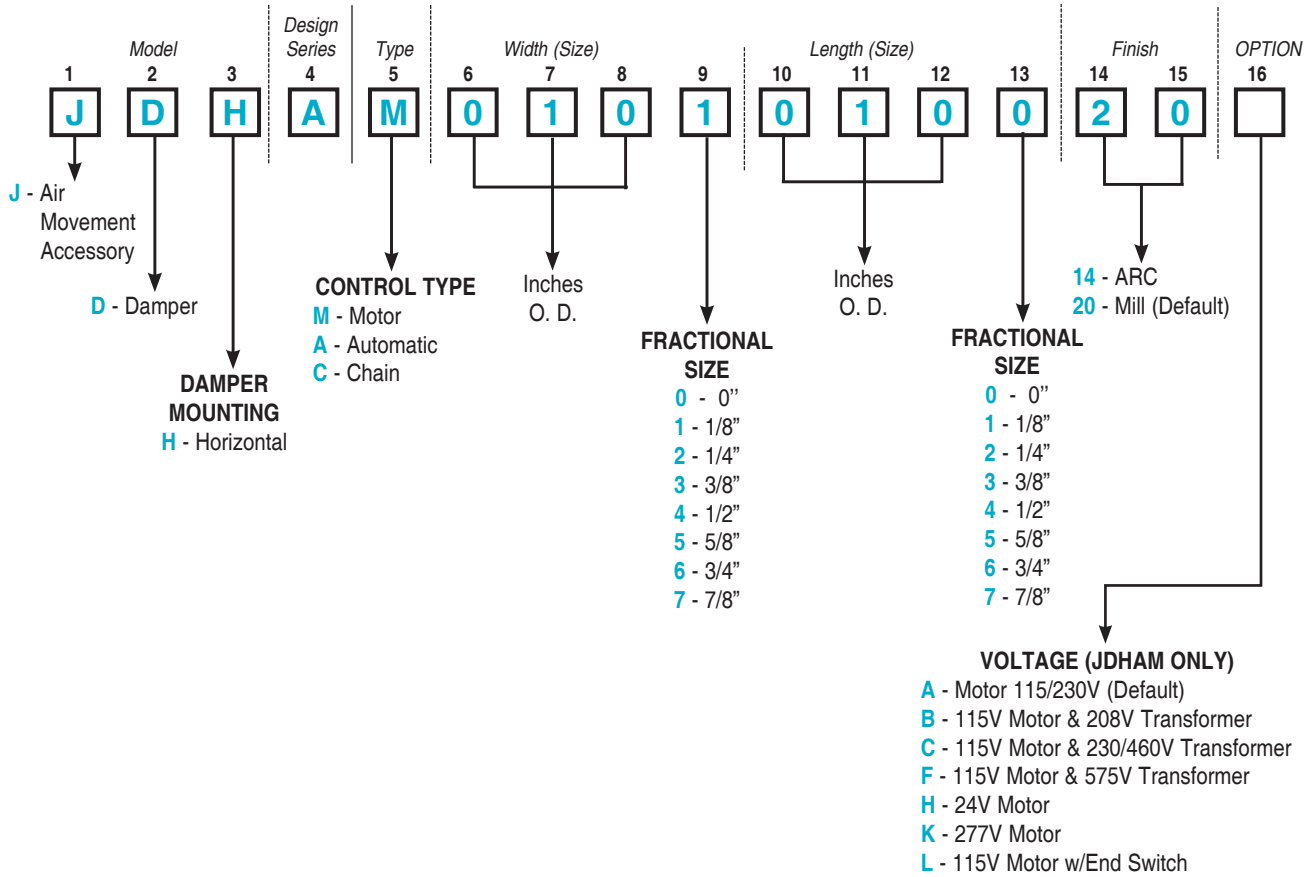 Model
Design
Series
Type
Width (Size)
Length (Size)
Finish
OPTION
1 2 3 4 5 6 7 8 9 10 11 12 13 14 15 16
J D H A M 0 1 0 1 0 1 0 0 2 0
J - Air
Movement
Accessory
D - Damper
DAMPER
MOUNTING
H - Horizontal
CONTROL TYPE
M - Motor
A - Automatic
C - Chain
Inches
O. D.
FRACTIONAL
SIZE
0 - 0’’
1 - 1/8”
2 - 1/4”
3 - 3/8”
4 - 1/2”
5 - 5/8”
6 - 3/4”
7 - 7/8”
Inches
O. D.
FRACTIONAL
SIZE
0 - 0’’
1 - 1/8”
2 - 1/4”
3 - 3/8”
4 - 1/2”
5 - 5/8”
6 - 3/4”
7 - 7/8”
14 - ARC
20 - Mill (Default)
VOLTAGE (JDHAM ONLY)
A - Motor 115/230V (Default)
B - 115V Motor & 208V Transformer
C - 115V Motor & 230/460V Transformer
F - 115V Motor & 575V Transformer
H - 24V Motor
K - 277V Motor
L - 115V Motor w/End Switch